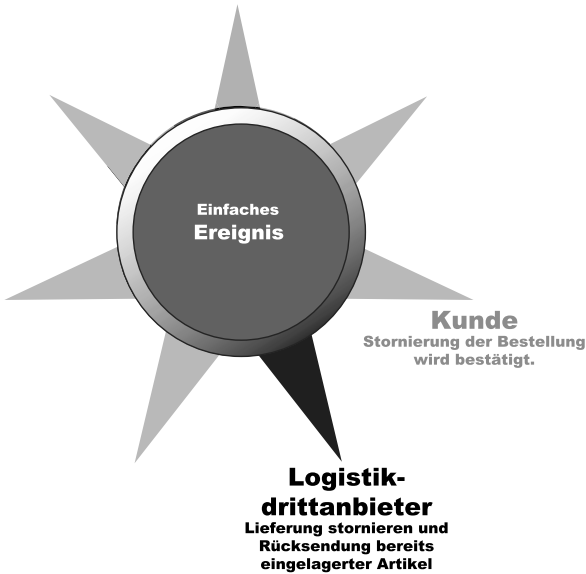 Einfaches
Ereignis
Kunde
Stornierung der Bestellung
wird bestätigt.
Logistik-
drittanbieter
Lieferung stornieren und
Rücksendung bereits
eingelagerter Artikel